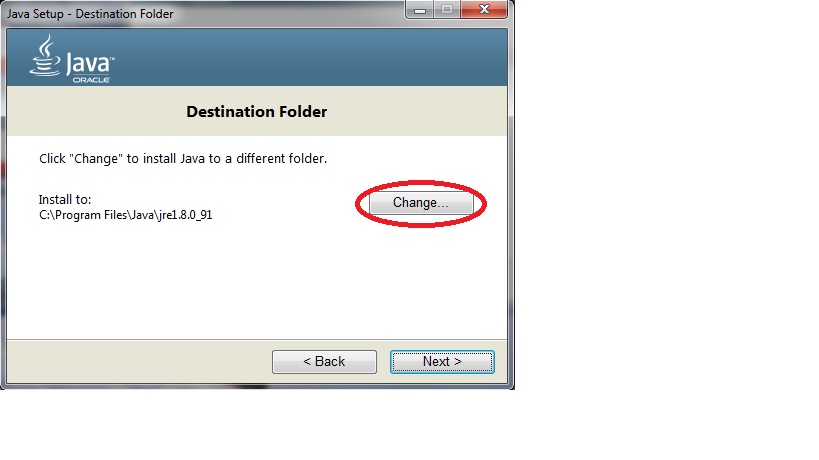 Java Setup - Destination Folder
Java™
ORACLE
Destination Folder
Click "Change" to install Java to a different folder.
Install to:
Change...
C:\Program Files\Java\jre1.8.0_91
< Back
Next >